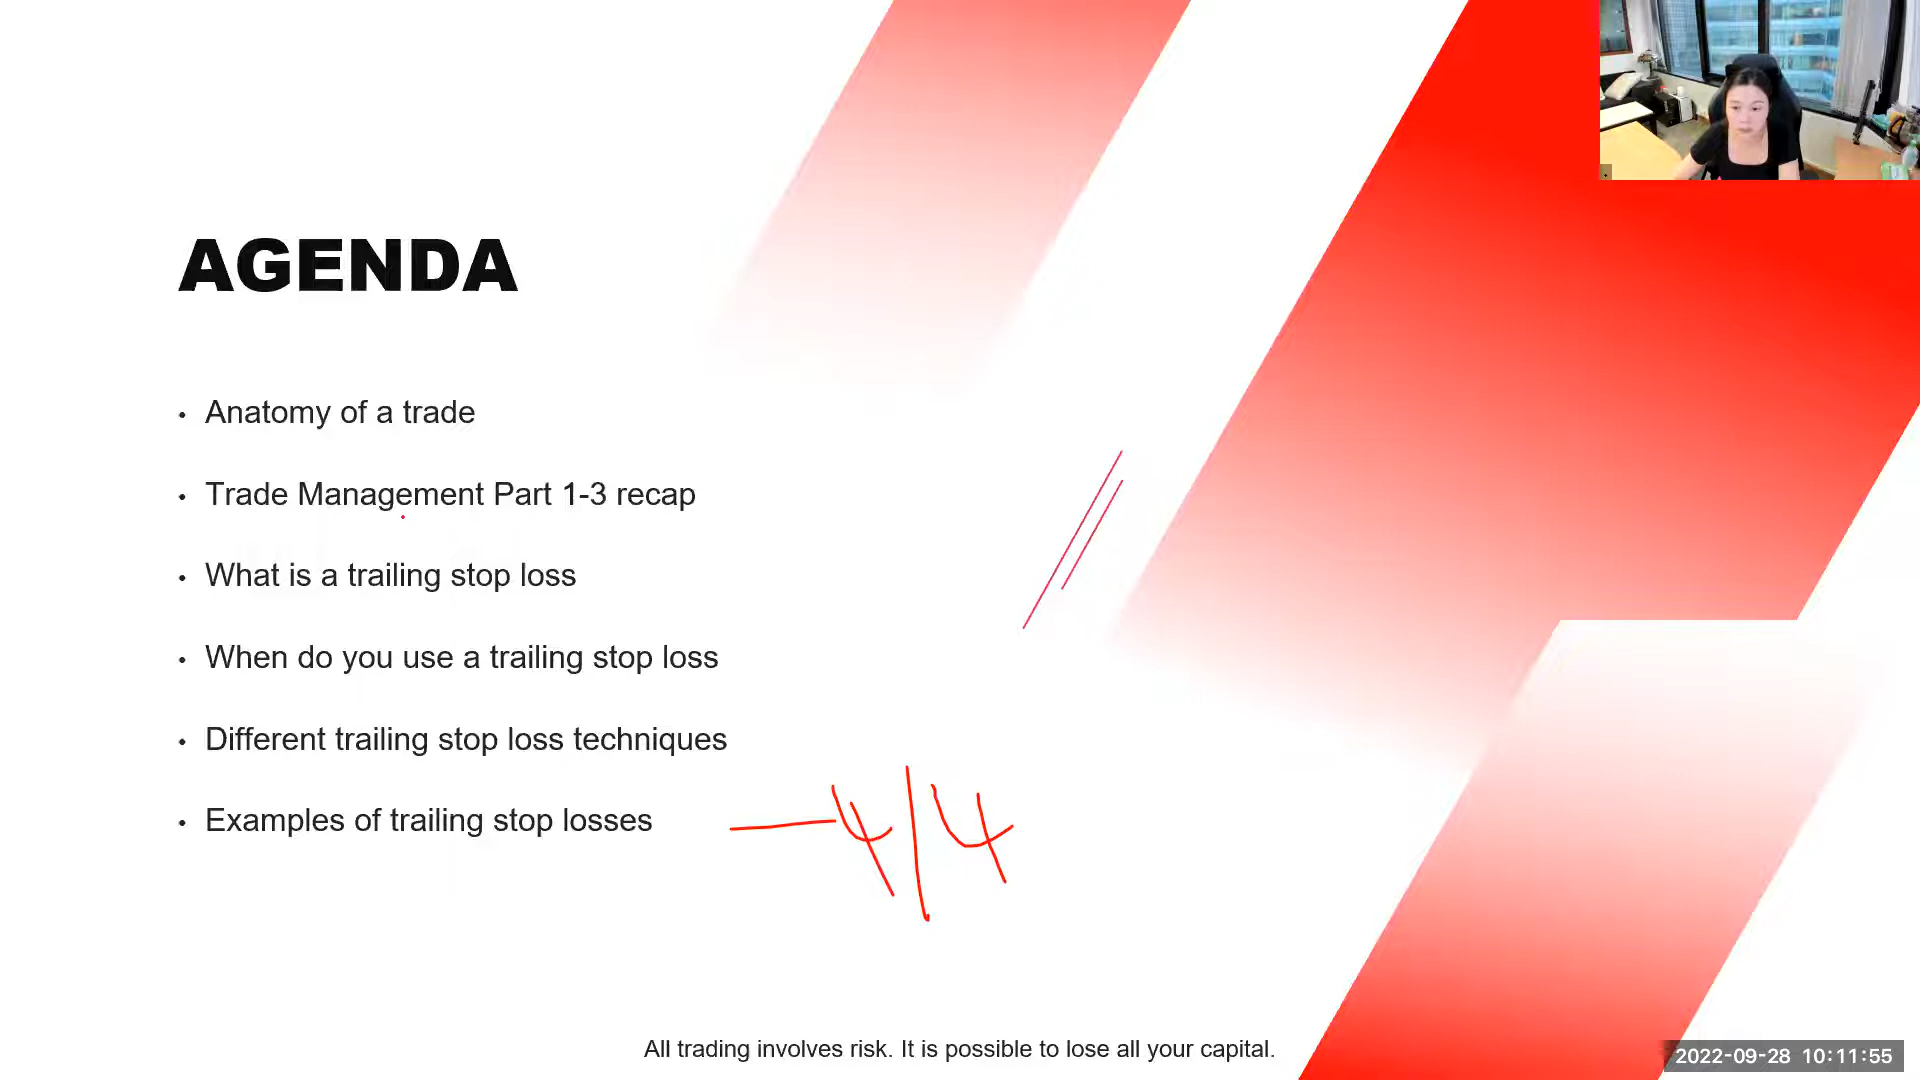 AGENDA
• Anatomy of a trade
• Trade Management Part 1-3 recap
• What is a trailing stop loss
• When do you use a trailing stop loss
• Different trailing stop loss techniques
• Examples of trailing stop losses
4/4
All trading involves risk. It is possible to lose all your capital.
2022-09-28 10:11:55